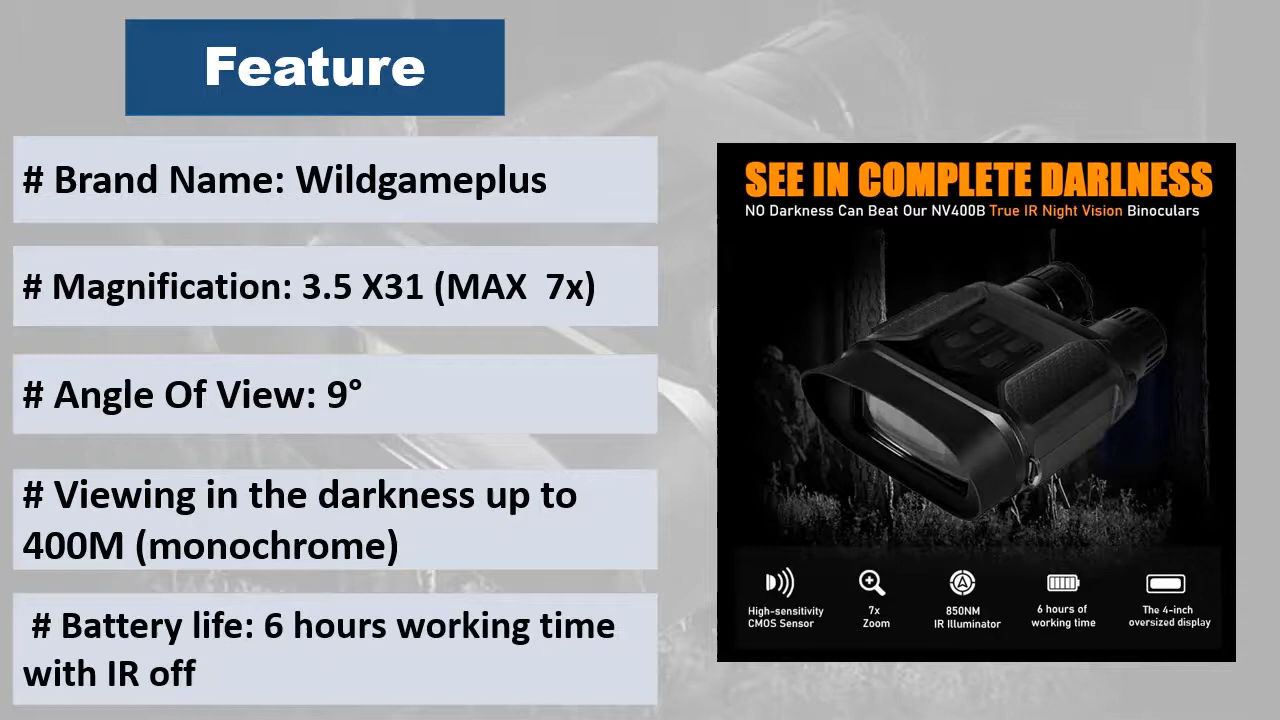 Feature
# Brand Name: Wildgameplus
# Magnification: 3.5 X31 (MAX  7x)
# Angle Of View: 9°
# Viewing in the darkness up to
400M (monochrome)
# Battery life: 6 hours working time
with IR off
SEE IN COMPLETE DARLNESS
NO Darkness Can Beat Our NV400B True IR Night Vision Binoculars
High-sensitivity
CMOS Sensor
7x
Zoom
850NM
IR Illuminator
6 hours of
working time
The 4-inch
oversized display